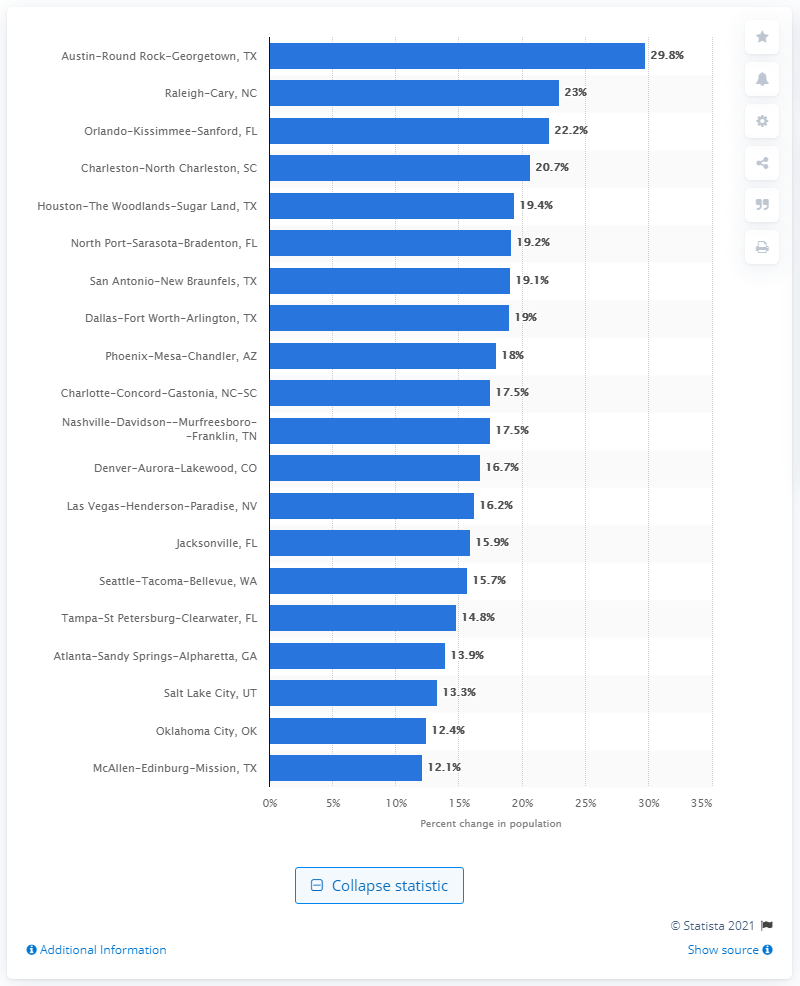 Austin-Round Rock-Georgetown, TX 29.8%
Raleigh-Cary, NC 23%
Orlando-Kissimmee-Sanford, FL 22.2%
Charleston-North Charleston, SC 20.7%
Houston-The Woodlands-Sugar Land, TX 19.4%
North Port-Sarasota-Bradenton, FL 19.2%
San Antonio-New Braunfels, TX 19.1%
Dallas-Fort Worth-Arlington, TX 19%
Phoenix-Mesa-Chandler, AZ 18%
Charlotte-Concord-Gastonia, NC-SC 17.5%
Nashville-Davidson--Murfreesboro-
-Franklin, TN 17.5%
Denver-Aurora-Lakewood, CO 16.7%
Las Vegas-Henderson-Paradise, NV 16.2%
Jacksonville, FL 15.9%
Seattle-Tacoma-Bellevue, WA 15.7%
Tampa-St Petersburg-Clearwater, FL 14.8%
Atlanta-Sandy Springs-Alpharetta, GA 13.9%
Salt Lake City, UT 13.3%
Oklahoma City, OK 12.4%
McAllen-Edinburg-Mission, TX 12.1%
0% 5% 10% 15% 20% 25% 30% 35%
Percent change in population
Collapse statistic
© Statista 2021
Additional Information Show source